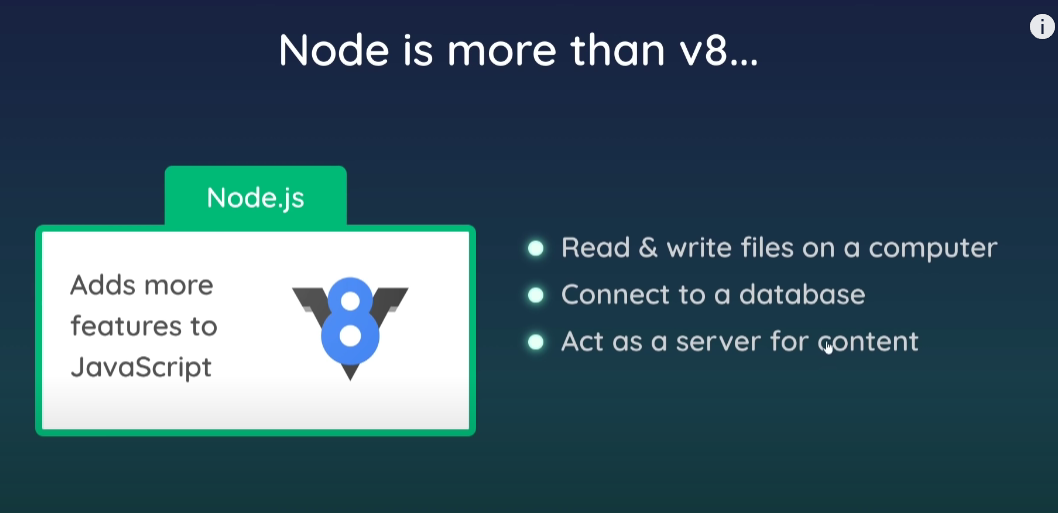 Node is more than v8...
i
Node.js
Adds more
features to
JavaScript
8
Read & write files on a computer
Connect to a database
Act as a server for content